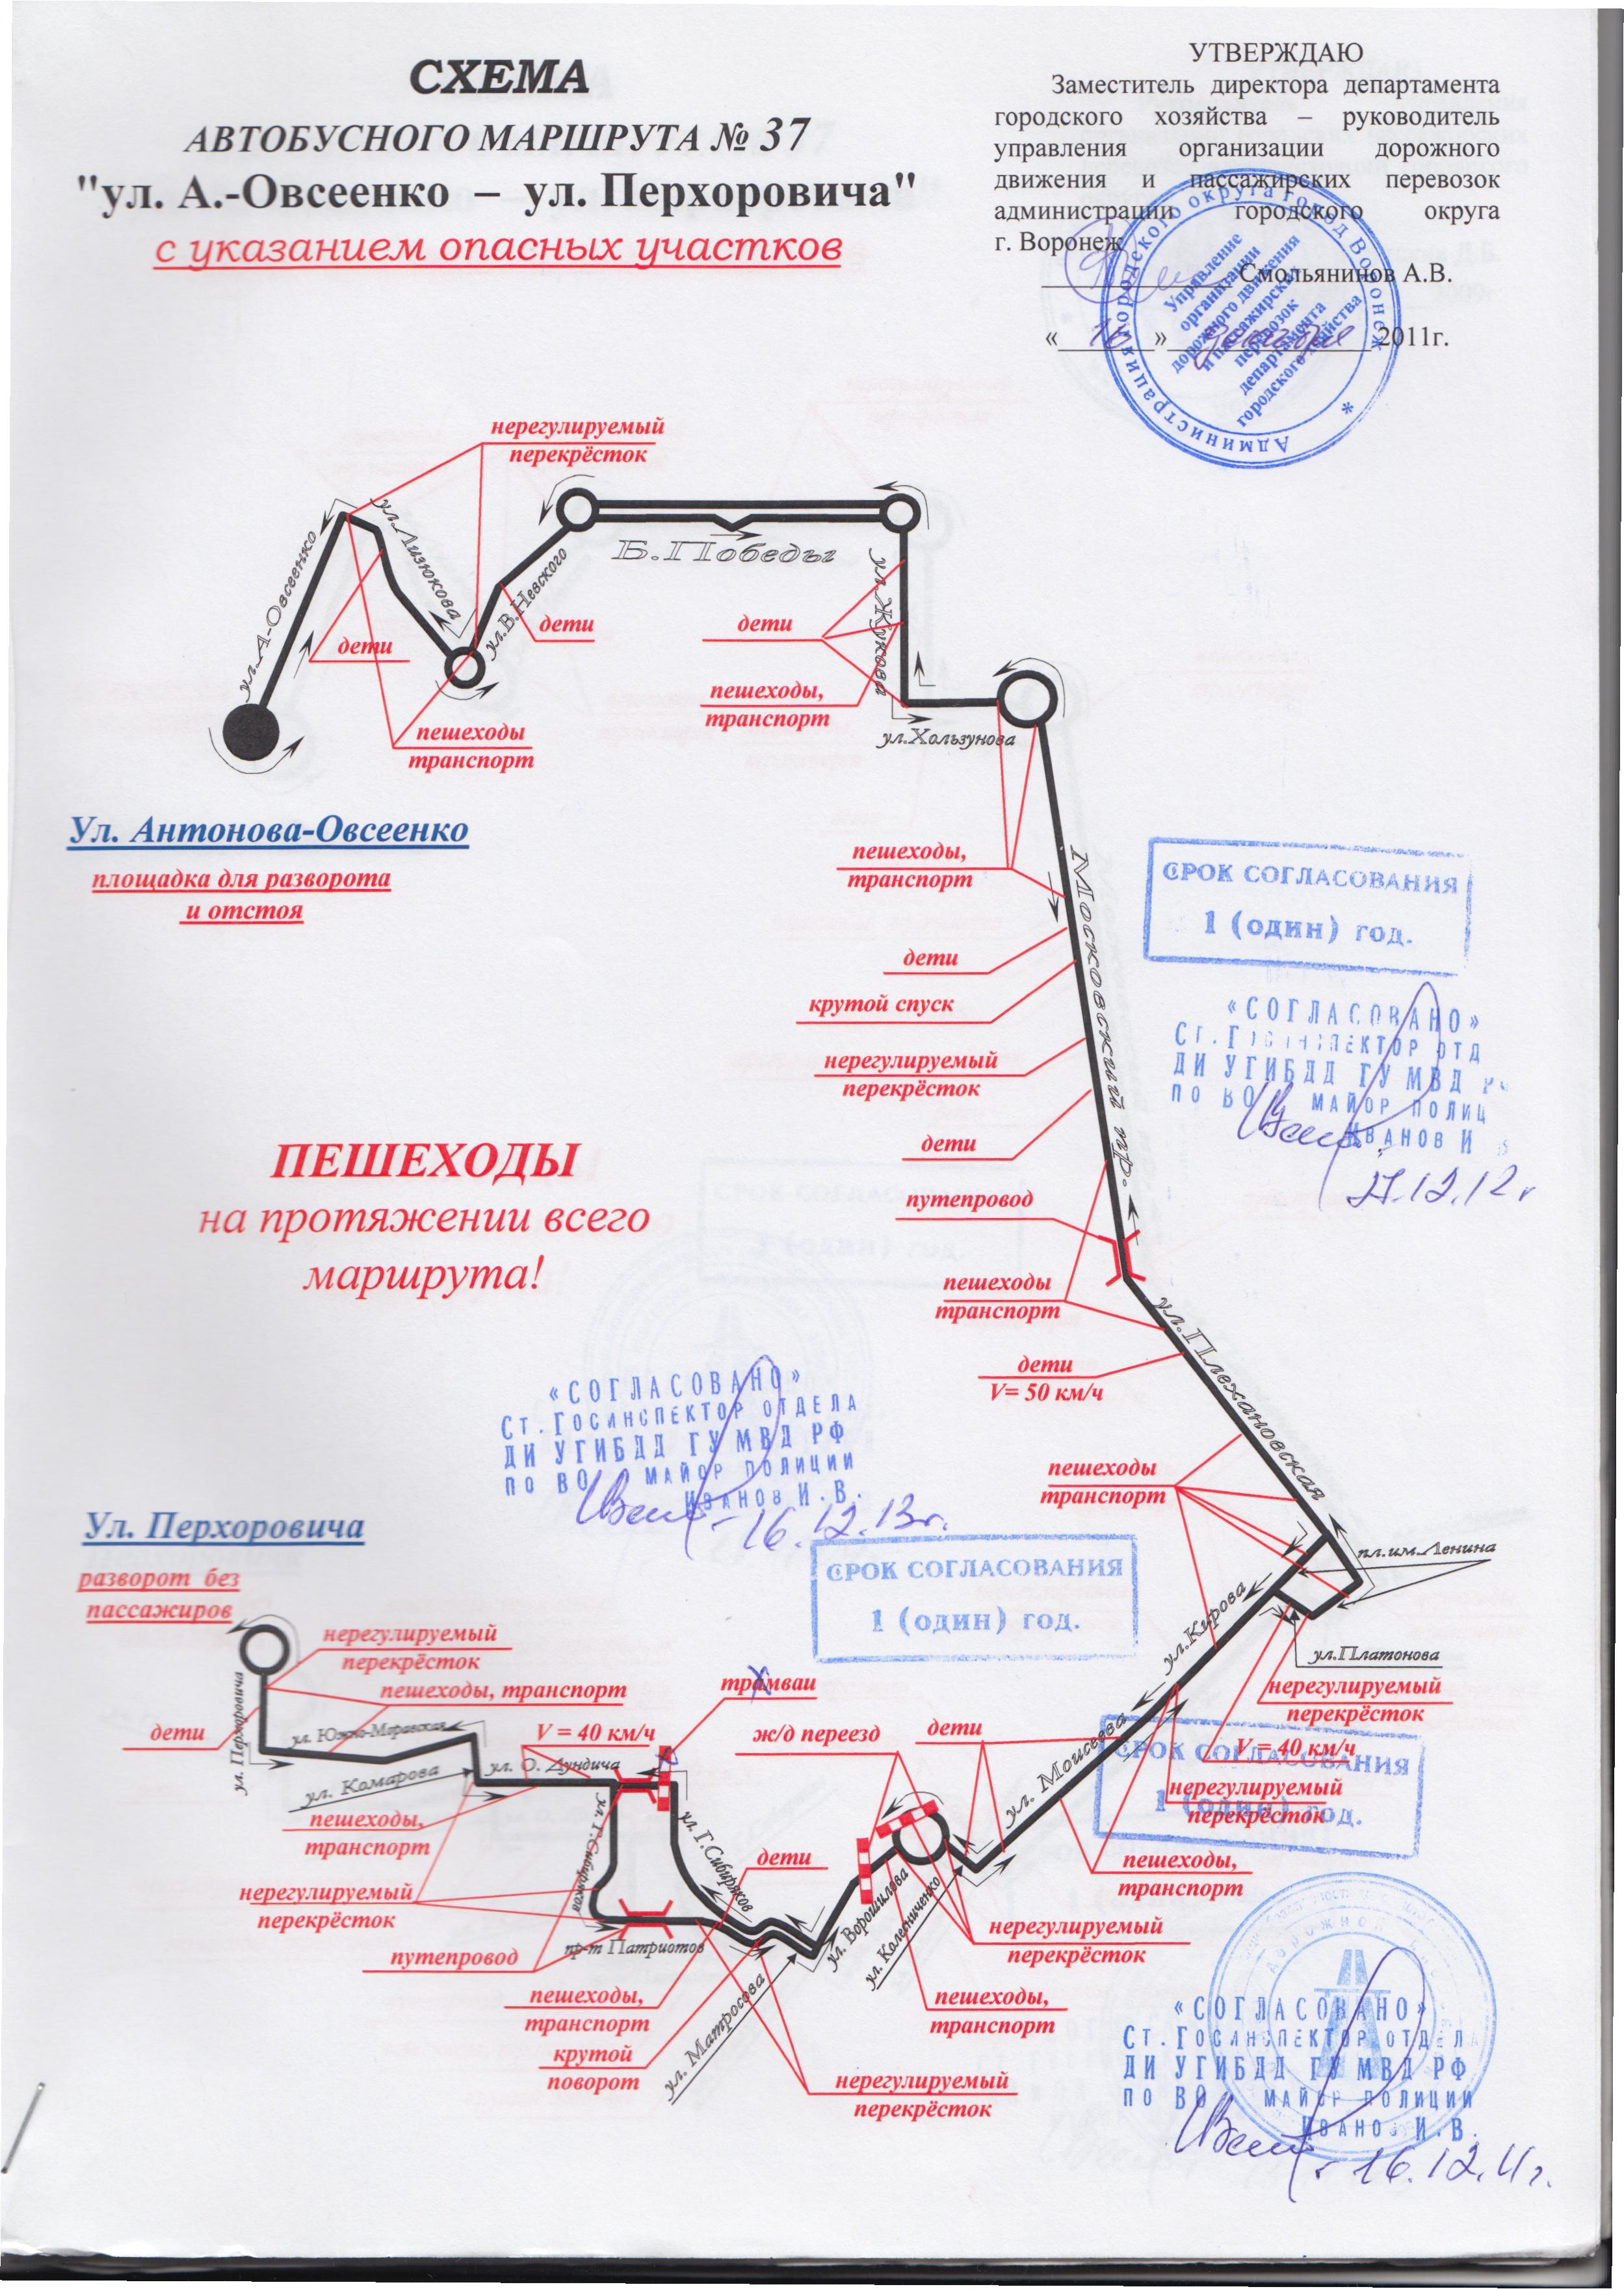 СХЕМА
АВТОБУСНОГО МАРШРУТА № 37
"ул. А.-Овсеенко – ул. Перхоровича"
с указанием опасных участков
УТВЕРЖДАЮ
Заместитель директора департамента
городского хозяйства – руководитель
управления организации дорожного
движения и пассажирских перевозок
администрации городского округа
г. Воронеж
Смольянинов А.В.
«16» декабря 2011г.
Администрация городского округа город Воронеж *
Управление
организации
дорожного движения
и пассажирских
перевозок
департамента
городского хозяйства
нерегулируемый
перекрёсток
ул.А-Овсеенко
ул.Лизюкова
ул.В.Невского
Б.Победы
ул.Жукова
дети
дети
дети
пешеходы,
транспорт
пешеходы
транспорт
ул.Хользунова
Ул. Антонова-Овсеенко
площадка для разворота
и отстоя
пешеходы,
транспорт
Московский пр.
СРОК СОГЛАСОВАНИЯ
1 (один) год.
дети
крутой спуск
нерегулируемый
перекрёсток
дети
«СОГЛАСОВАНО»
Ст.Госинспектор отд
ДИ УГИБДД ГУ МВД РФ
по ВО майор полиц
Иванов И В
27.12.12г
ПЕШЕХОДЫ
на протяжении всего
маршрута!
путепровод
пешеходы
транспорт
ул.Плехановская
дети
V= 50 км/ч
«СОГЛАСОВАНО»
Ст.Госинспектор отдела
ДИ УГИБДД ГУ МВД РФ
по ВО майор полиции
Иванов И.В.
16.12.13г.
пешеходы
транспорт
СРОК СОГЛАСОВАНИЯ
1 (один) год.
пл.им.Ленина
ул.Кирова
ул.Платонова
нерегулируемый
перекрёсток
Ул. Перхоровича
разворот без
пассажиров
нерегулируемый
перекрёсток
пешеходы, транспорт
дети
ул. Перхоровича
ул. Южно-Моравская
ул. Комарова
V = 40 км/ч
ул. О. Дундича
трамваи
ж/д переезд
дети
ул. Моисеева
V = 40 км/ч
нерегулируемый
перекрёсток
СРОК СОГЛАСОВАНИЯ
1 (один) год.
пешеходы,
транспорт
ул. Г.Сибиряков
ул. Г.Сибиряков
дети
нерегулируемый
перекрёсток
путепровод
пр-т Патриотов
ул. Ворошилова
ул. Колесниченко
пешеходы,
транспорт
нерегулируемый
перекрёсток
пешеходы,
транспорт
крутой
поворот
ул. Матросова
пешеходы,
транспорт
нерегулируемый
перекрёсток
«СОГЛАСОВАНО»
Ст.Госинспектор отдела
ДИ УГИБДД ГУ МВД РФ
по ВО майор полиции
Иванов И.В.
16.12.11г.